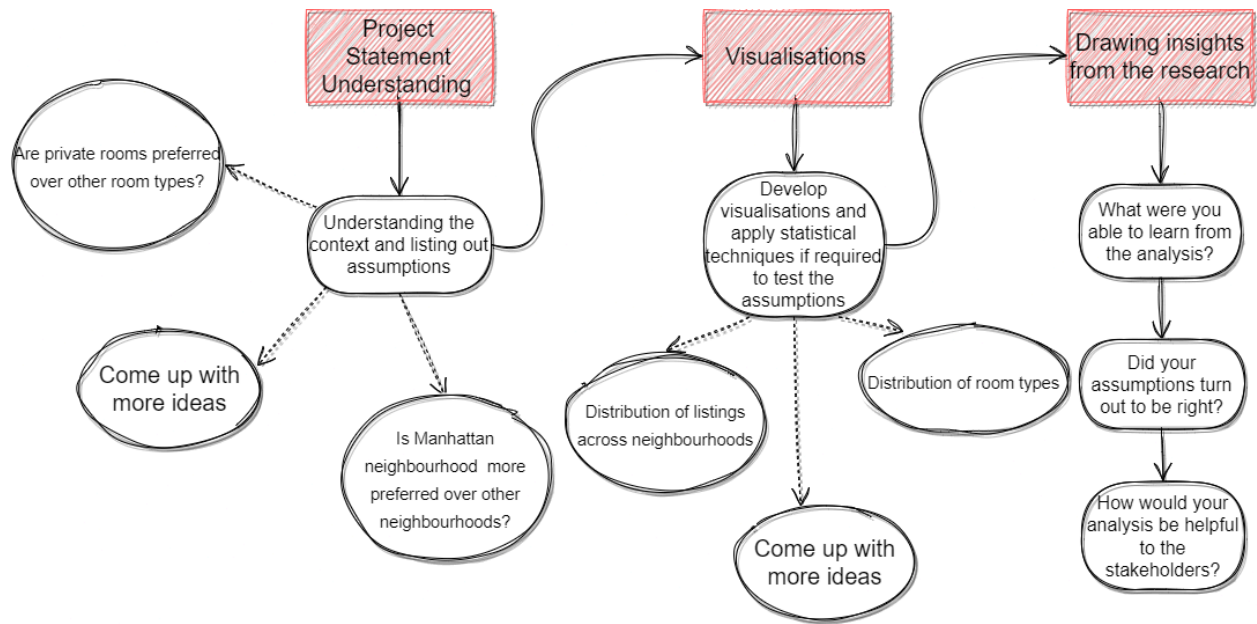 Project
Statement
Understanding
Visualisations
Drawing insights
from the research
Are private rooms preferred
over other room types?
Understanding the
context and listing out
assumptions
Come up with
more ideas
Is Manhattan
neighbourhood more
preferred over other
neighbourhoods?
Develop
visualisations and
apply statistical
techniques if required
to test the
assumptions
Distribution of listings
across neighbourhoods
Come up with
more ideas
Distribution of room types
What were you
able to learn from
the analysis?
Did your
assumptions turn
out to be right?
How would your
analysis be helpful
to the
stakeholders?